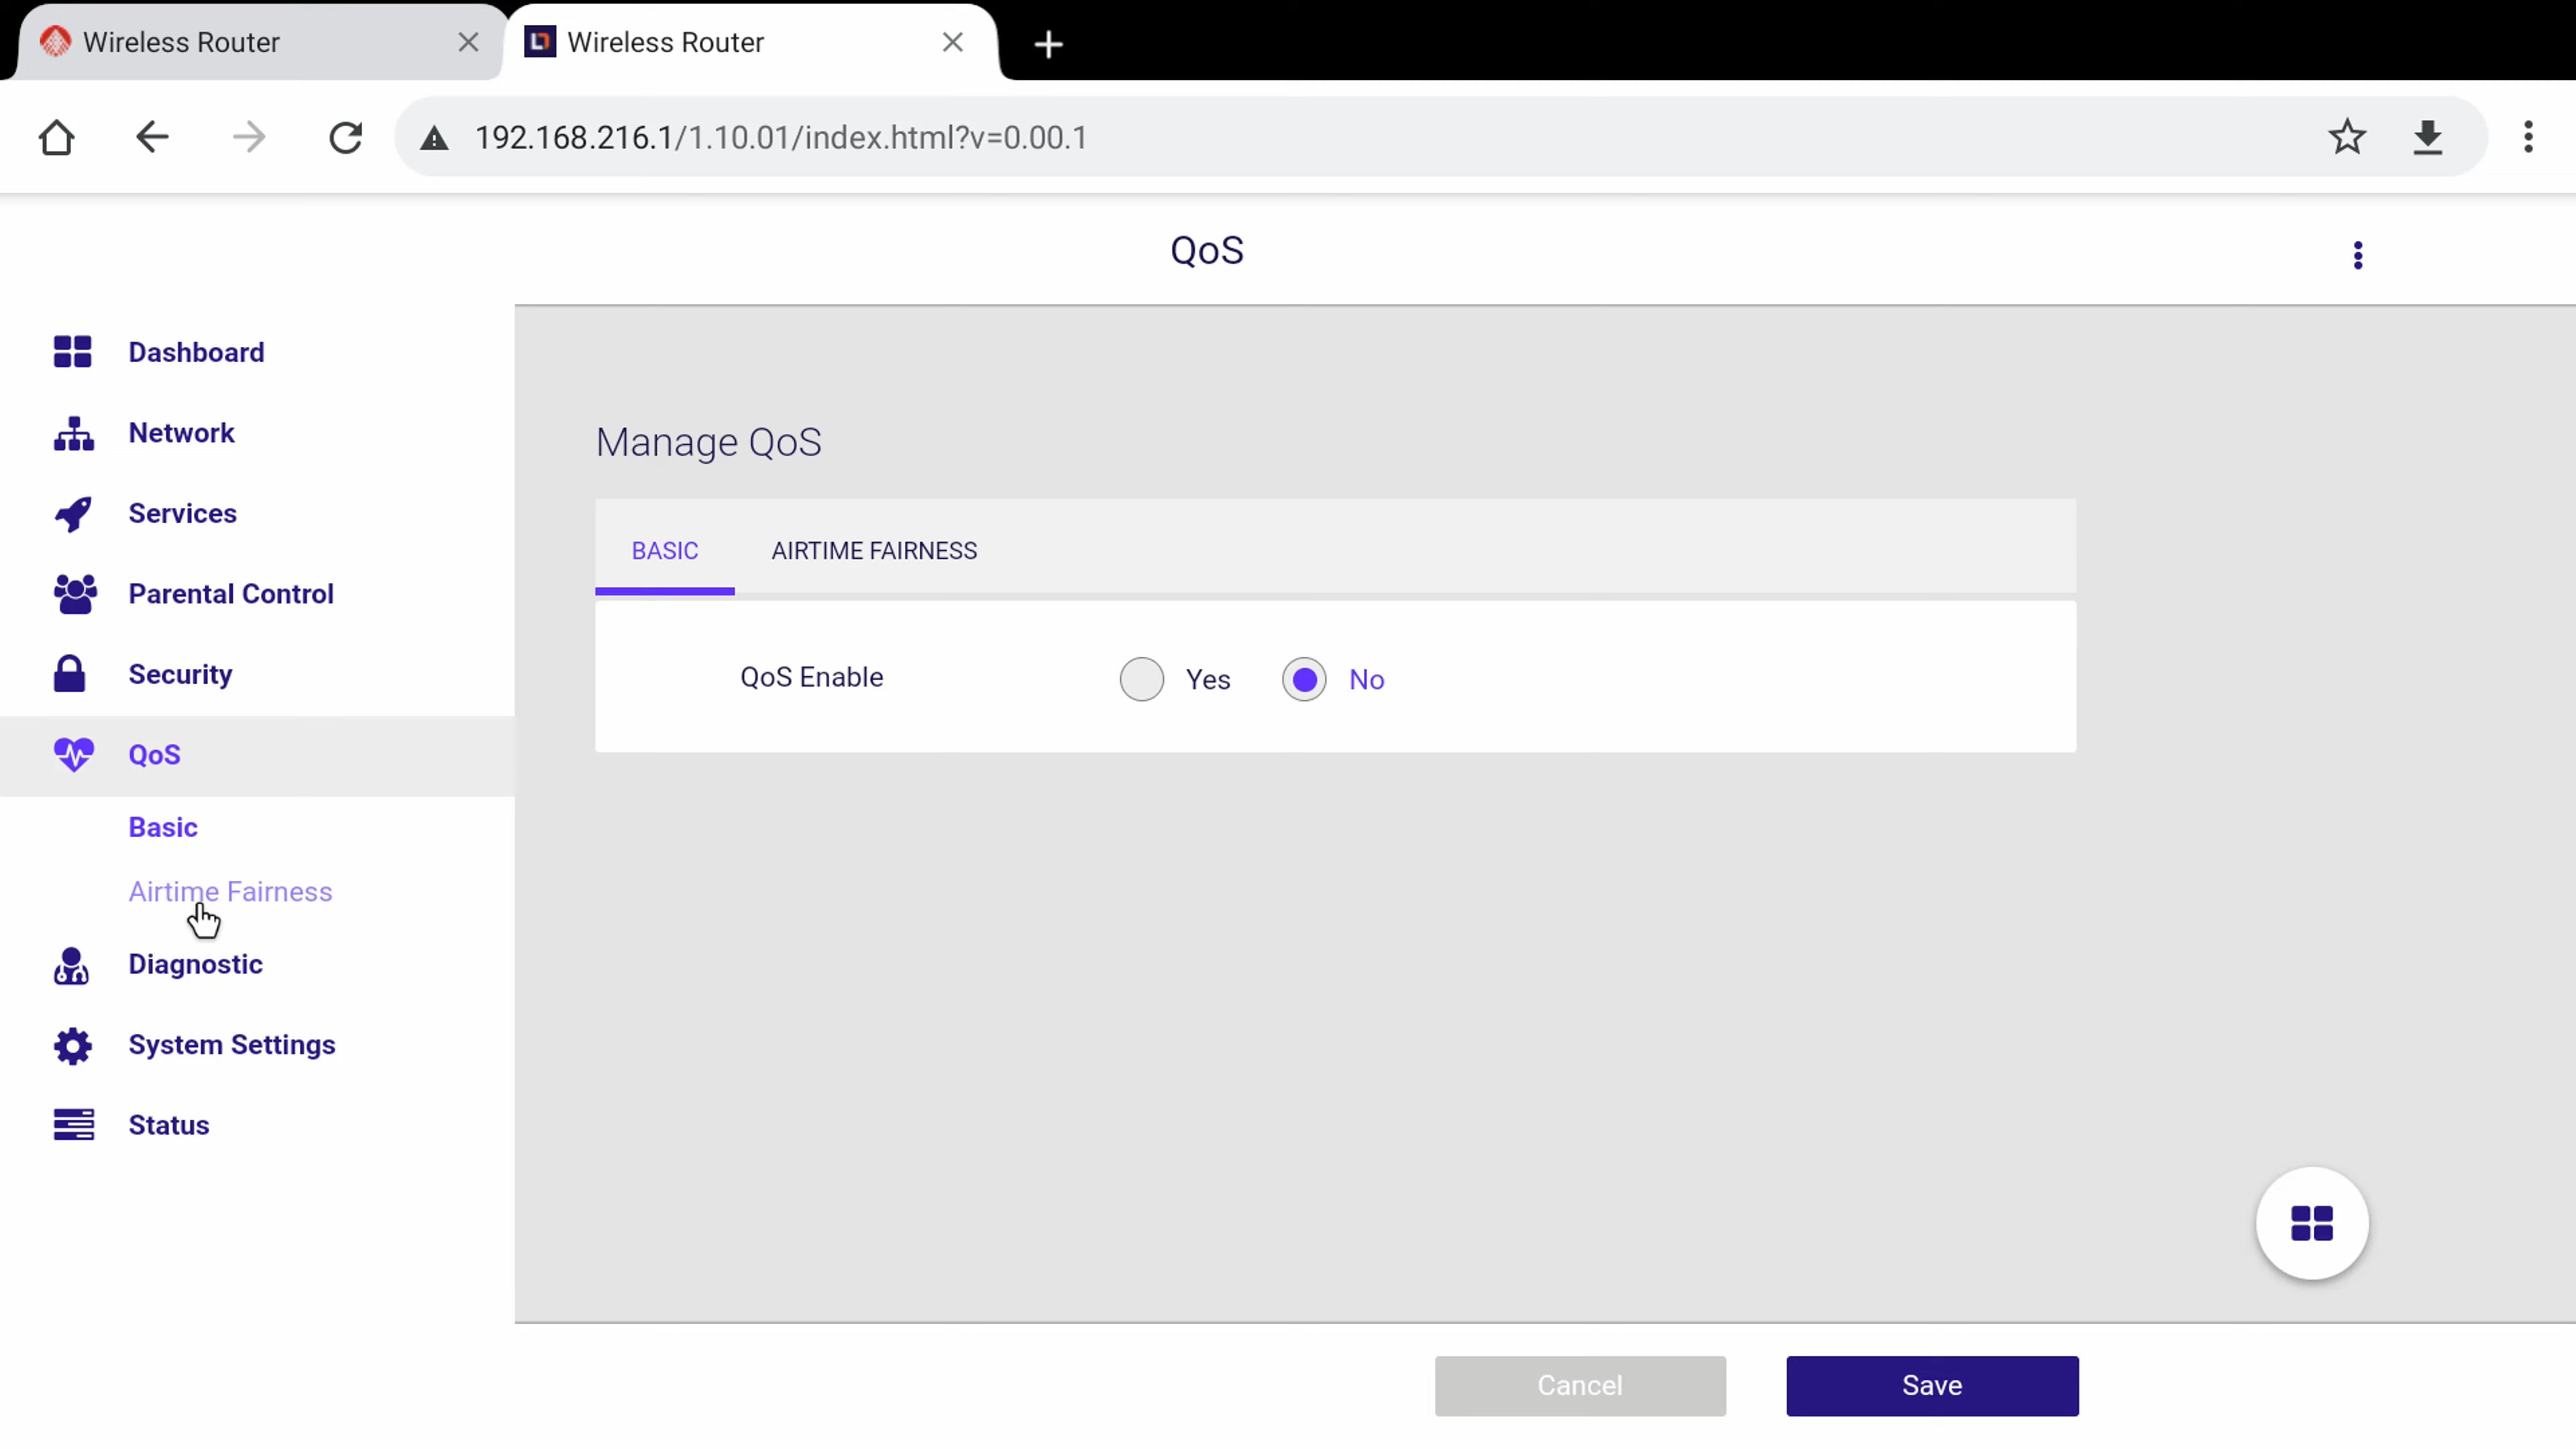 Wireless Router
Wireless Router
192.168.216.1/1.10.01/index.html?v=0.00.1
QoS
Dashboard
Network
Services
Parental Control
Security
QoS
Basic
Airtime Fairness
Diagnostic
System Settings
Status
Manage QoS
BASIC AIRTIME FAIRNESS
QoS Enable Yes No
Cancel Save